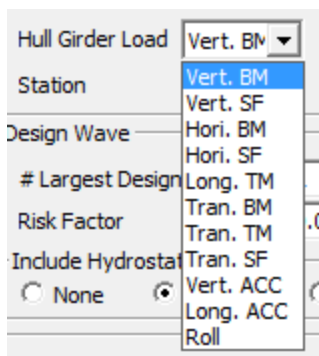 Hull Girder Load Vert. BM
Station
Vert. BM
Vert. SF
Design Wave
Hori. BM
Hori. SF
# Largest Design
Long. TM
Tran. BM
Risk Factor
Tran. TM
Include Hydrostat
Tran. SF
None
Vert. ACC
Long. ACC
Roll